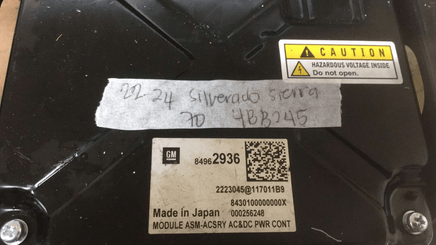 CAUTION
HAZARDOUS VOLTAGE INSIDE
Do not open.
22-24 silverado sierra
7D 4BB245
GM
84962936
2223045@117011B9
8430100000000X
Made in Japan 000256248
MODULE ASM-ACSRY AC&DC PWR CONT